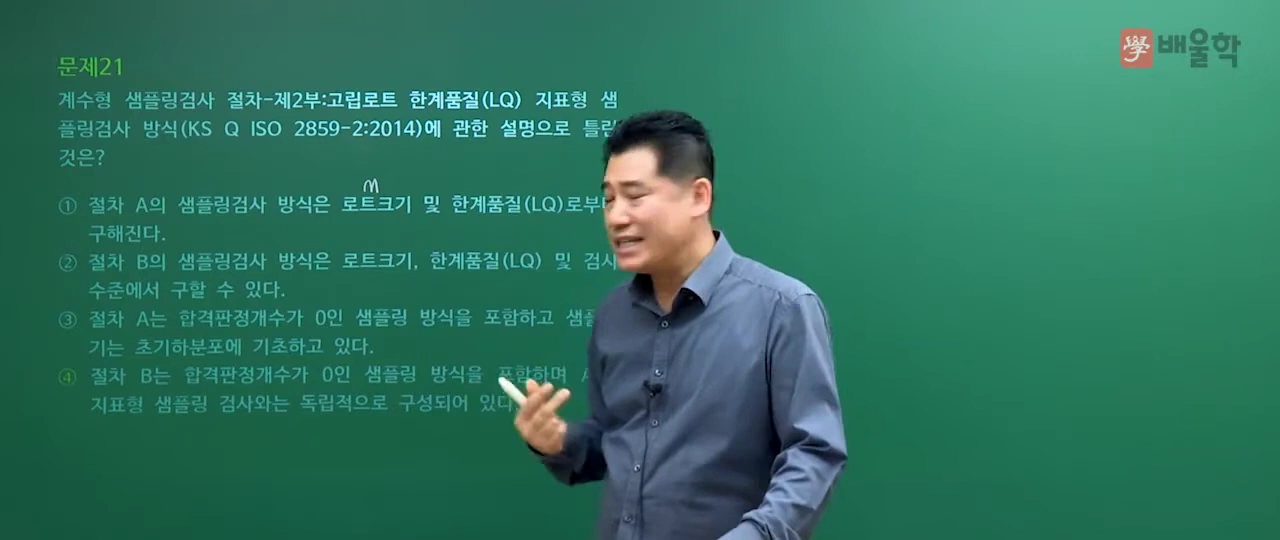 學 배울학
문제21
계수형 샘플링검사 절차-제2부:고립로트 한계품질(LQ) 지표형 샘
플링검사 방식(KS Q ISO 2859-2:2014)에 관한 설명으로 틀린
것은?
① 절차 A의 샘플링검사 방식은 로트크기 및 한계품질(LQ)로부터
구해진다.
② 절차 B의 샘플링검사 방식은 로트크기, 한계품질(LQ) 및 검사
수준에서 구할 수 있다.
③ 절차 A는 합격판정개수가 0인 샘플링 방식을 포함하고
기는 초기하분포에 기초하고 있다.
④ 절차 B는 합격판정개수가 0인 샘플링 방식을 포함하며
지표형 샘플링 검사와는 독립적으로 구성되어 있다.